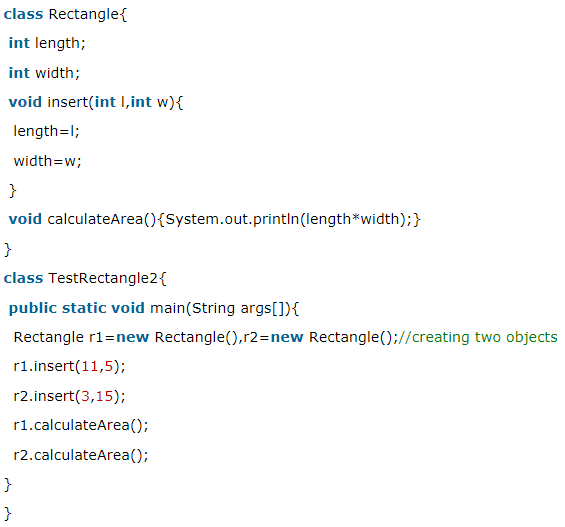 class Rectangle{
int length;
int width;
void insert(int l,int w){
length=l;
width=w;
}
void calculateArea(){System.out.println(length*width);}
}
class TestRectangle2{
public static void main(String args[]){
Rectangle r1=new Rectangle(),r2=new Rectangle();//creating two objects
r1.insert(11,5);
r2.insert(3,15);
r1.calculateArea();
r2.calculateArea();
}
}